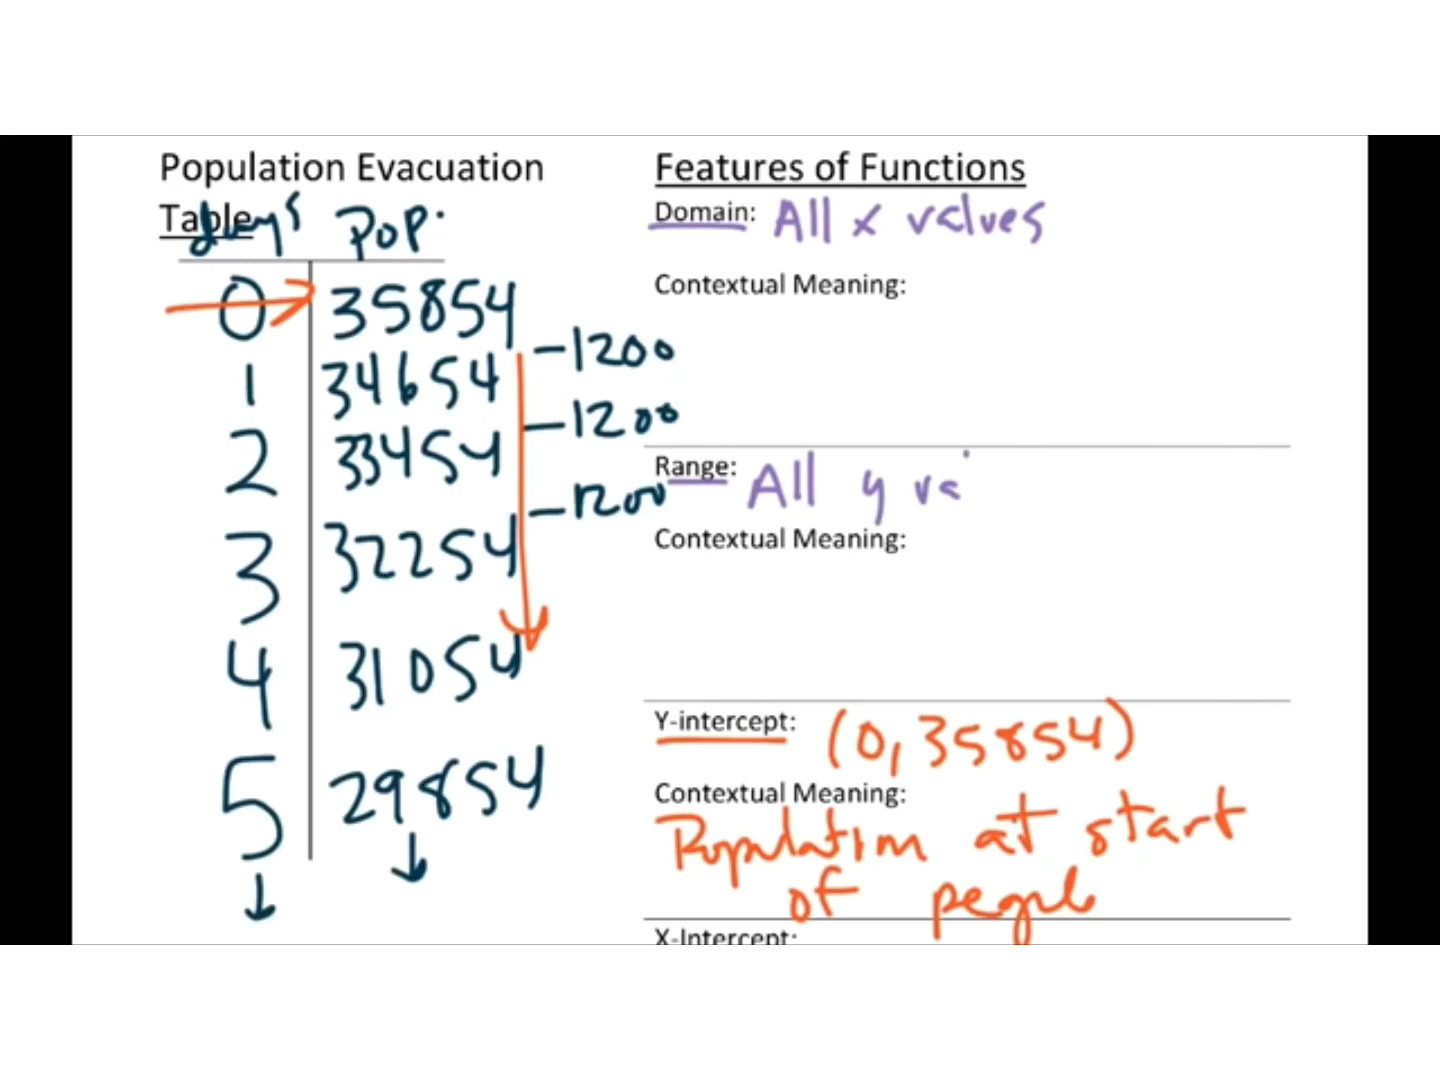 Population Evacuation
Table
days Pop.
0 35854
-1200
1 34654
-1200
2 33454
-1200
3 32254
4 31054
5 29854
Features of Functions
Domain: All x values
Contextual Meaning:
Range: All y va
Contextual Meaning:
Y-intercept: (0, 35854)
Contextual Meaning:
Population at start
of people
X-Intercept: